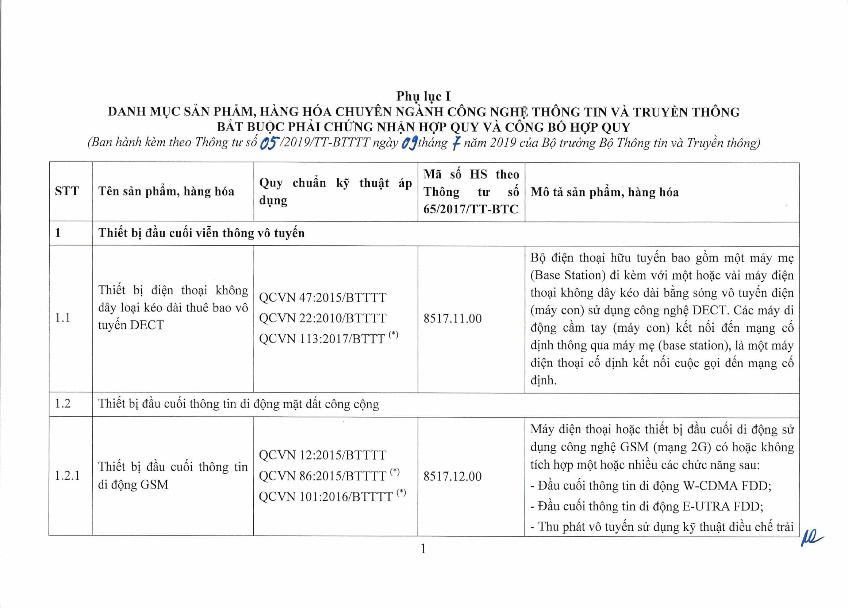 Phụ lục I
DANH MỤC SẢN PHẨM, HÀNG HÓA CHUYÊN NGÀNH CÔNG NGHỆ THÔNG TIN VÀ TRUYỀN THÔNG
BẮT BUỘC PHẢI CHỨNG NHẬN HỢP QUY VÀ CÔNG BỐ HỢP QUY
(Ban hành kèm theo Thông tư số 05/2019/TT-BTTTT ngày 09 tháng 7 năm 2019 của Bộ trưởng Bộ Thông tin và Truyền thông)
STT
Tên sản phẩm, hàng hóa
Quy chuẩn kỹ thuật áp
dụng
Mã số HS theo
Thông tư số
65/2017/TT-BTC
Mô tả sản phẩm, hàng hóa
1
Thiết bị đầu cuối viễn thông vô tuyến
1.1
Thiết bị điện thoại không
dây loại kéo dài thuê bao vô
tuyến DECT
QCVN 47:2015/BTTTT
QCVN 22:2010/BTTTT
QCVN 113:2017/BTTT (*)
8517.11.00
Bộ điện thoại hữu tuyến bao gồm một máy mẹ
(Base Station) đi kèm với một hoặc vài máy điện
thoại không dây kéo dài bằng sóng vô tuyến điện
(máy con) sử dụng công nghệ DECT. Các máy di
động cầm tay (máy con) kết nối đến mạng cố
định thông qua máy mẹ (base station), là một máy
điện thoại cố định kết nối cuộc gọi đến mạng cố
định.
1.2
Thiết bị đầu cuối thông tin di động mặt đất công cộng
1.2.1
Thiết bị đầu cuối thông tin
di động GSM
QCVN 12:2015/BTTTT
QCVN 86:2015/BTTTT (*)
QCVN 101:2016/BTTTT (*)
8517.12.00
Máy điện thoại hoặc thiết bị đầu cuối di động sử
dụng công nghệ GSM (mạng 2G) có hoặc không
tích hợp một hoặc nhiều các chức năng sau:
- Đầu cuối thông tin di động W-CDMA FDD;
- Đầu cuối thông tin di động E-UTRA FDD;
- Thu phát vô tuyến sử dụng kỹ thuật điều chế trải
1